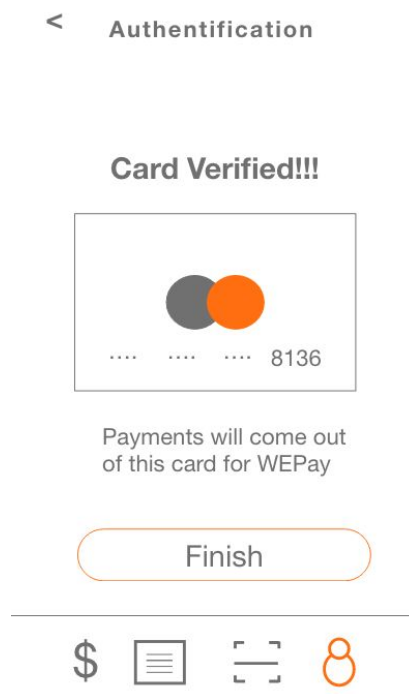 <
Authentification
Card Verified!!!
.... .... .... 8136
Payments will come out
of this card for WEPay
Finish
$